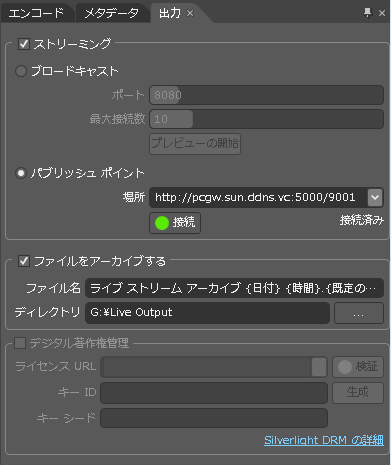 エンコード メタデータ 出力 ×
ストリーミング
ブロードキャスト
ポート 8080
最大接続数 10
プレビューの開始
パブリッシュ ポイント
場所 http://pcgw.sun.ddns.vc:5000/9001
接続 接続済み
ファイルをアーカイブする
ファイル名 ライブ ストリーム アーカイブ {日付} {時間}.{既定の…
ディレクトリ G:¥Live Output ...
デジタル著作権管理
ライセンス URL 検証
キー ID 生成
キー シード
Silverlight DRM の詳細